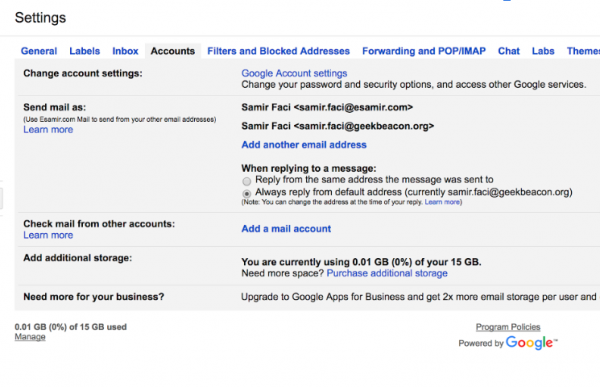 Settings
General Labels Inbox Accounts Filters and Blocked Addresses Forwarding and POP/IMAP Chat Labs Themes
Change account settings: Google Account settings
Change your password and security options, and access other Google services.
Send mail as: Samir Faci <samir.faci@esamir.com>
(Use Esamir.com Mail to send from your other email addresses)
Learn more
Samir Faci <samir.faci@geekbeacon.org>
Add another email address
When replying to a message:
Reply from the same address the message was sent to
Always reply from default address (currently samir.faci@geekbeacon.org)
(Note: You can change the address at the time of your reply. Learn more)
Check mail from other accounts: Add a mail account
Learn more
Add additional storage: You are currently using 0.01 GB (0%) of your 15 GB.
Need more space? Purchase additional storage
Need more for your business? Upgrade to Google Apps for Business and get 2x more email storage per user and
0.01 GB (0%) of 15 GB used
Manage
Program Policies
Powered by Google™